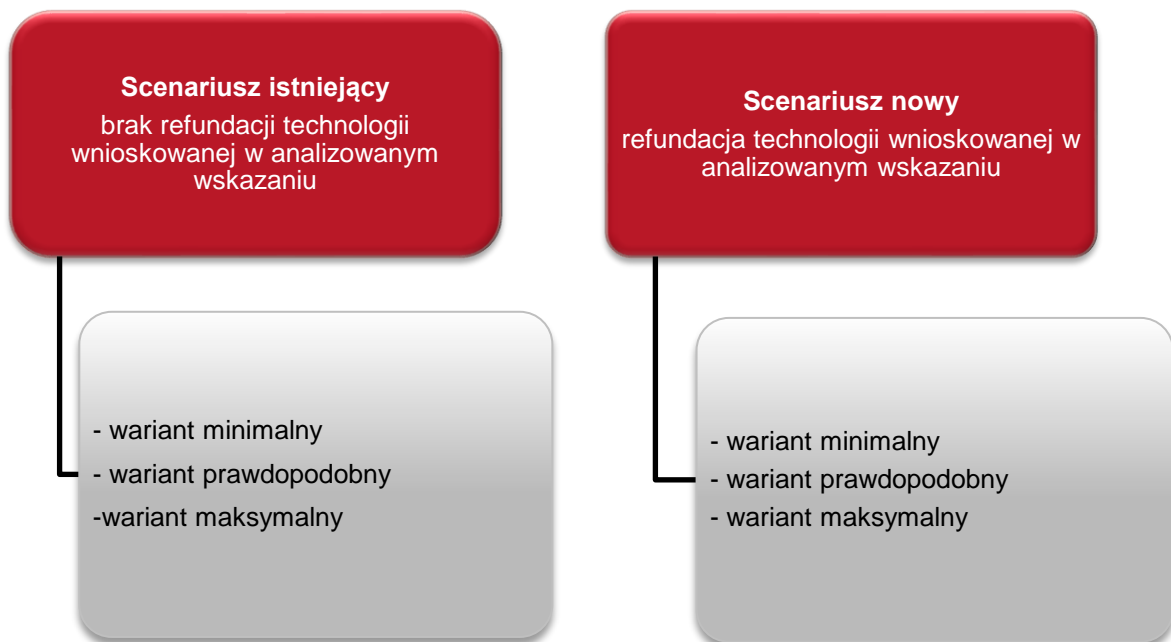 Scenariusz istniejący
brak refundacji technologii
wnioskowanej w analizowanym
wskazaniu
- wariant minimalny
- wariant prawdopodobny
-wariant maksymalny
Scenariusz nowy
refundacja technologii wnioskowanej w
analizowanym wskazaniu
- wariant minimalny
- wariant prawdopodobny
- wariant maksymalny